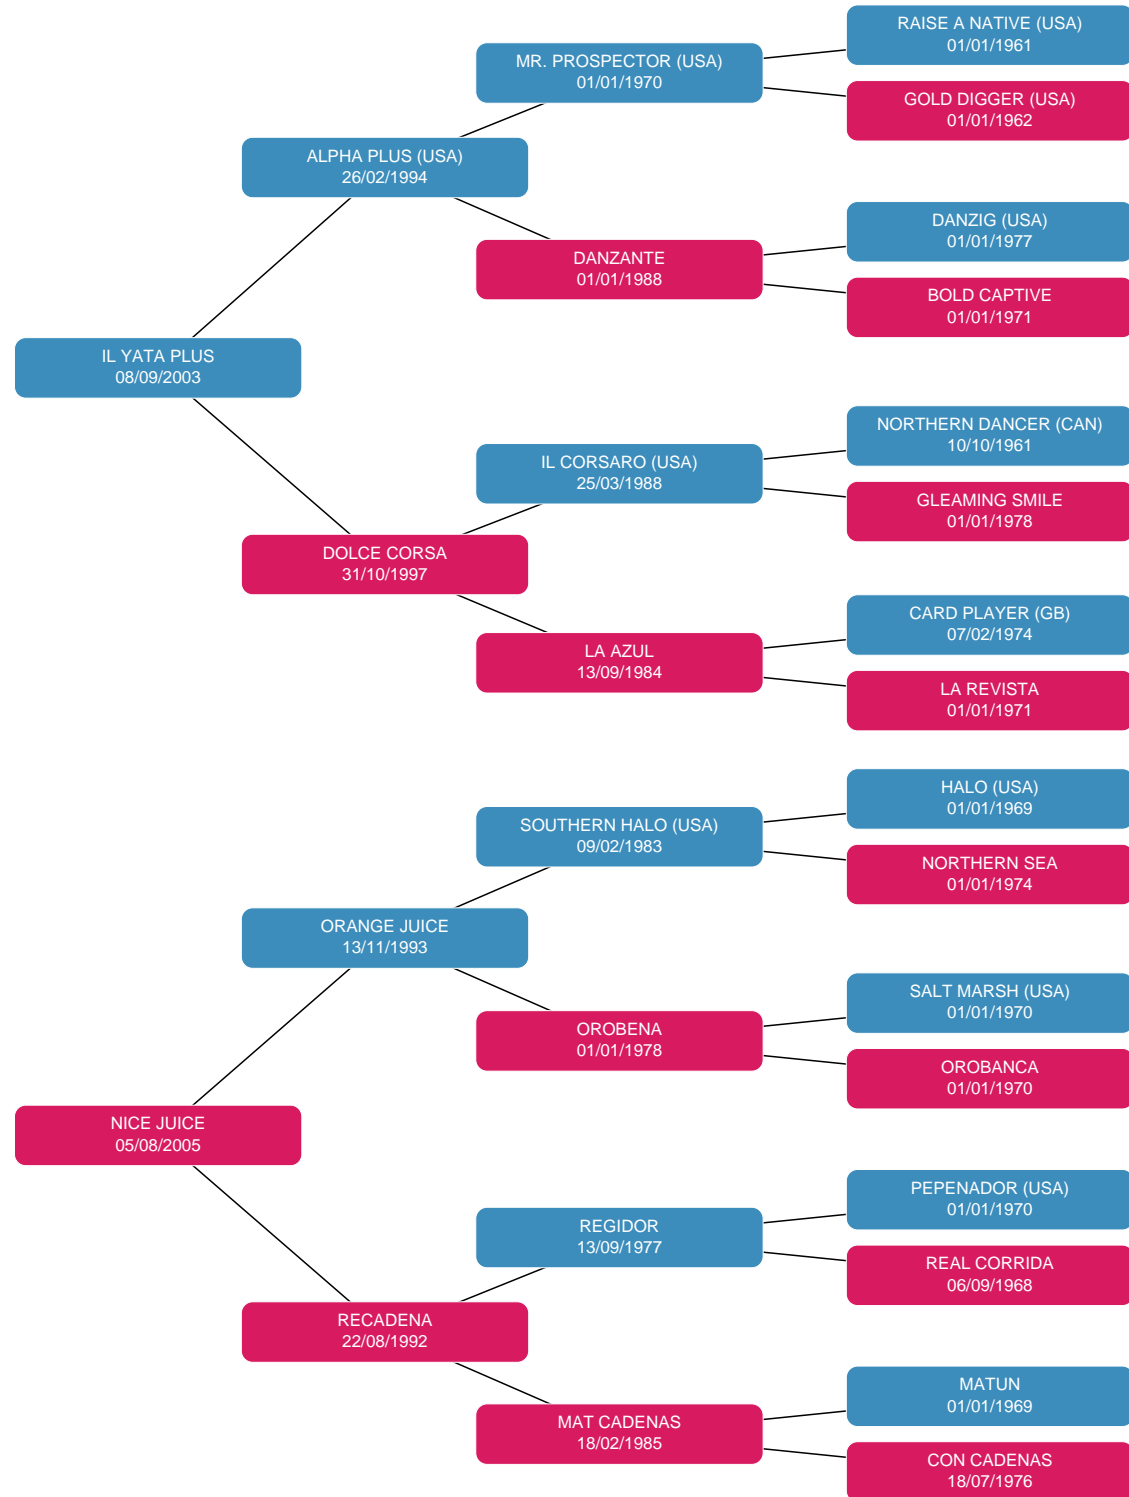 RAISE A NATIVE (USA)
01/01/1961
MR. PROSPECTOR (USA)
01/01/1970
GOLD DIGGER (USA)
01/01/1962
ALPHA PLUS (USA)
26/02/1994
DANZIG (USA)
01/01/1977
DANZANTE
01/01/1988
BOLD CAPTIVE
01/01/1971
IL YATA PLUS
08/09/2003
NORTHERN DANCER (CAN)
10/10/1961
IL CORSARO (USA)
25/03/1988
GLEAMING SMILE
01/01/1978
DOLCE CORSA
31/10/1997
CARD PLAYER (GB)
07/02/1974
LA AZUL
13/09/1984
LA REVISTA
01/01/1971
HALO (USA)
01/01/1969
SOUTHERN HALO (USA)
09/02/1983
NORTHERN SEA
01/01/1974
ORANGE JUICE
13/11/1993
SALT MARSH (USA)
01/01/1970
OROBENA
01/01/1978
OROBANCA
01/01/1970
NICE JUICE
05/08/2005
PEPENADOR (USA)
01/01/1970
REGIDOR
13/09/1977
REAL CORRIDA
06/09/1968
RECADENA
22/08/1992
MATUN
01/01/1969
MAT CADENAS
18/02/1985
CON CADENAS
18/07/1976